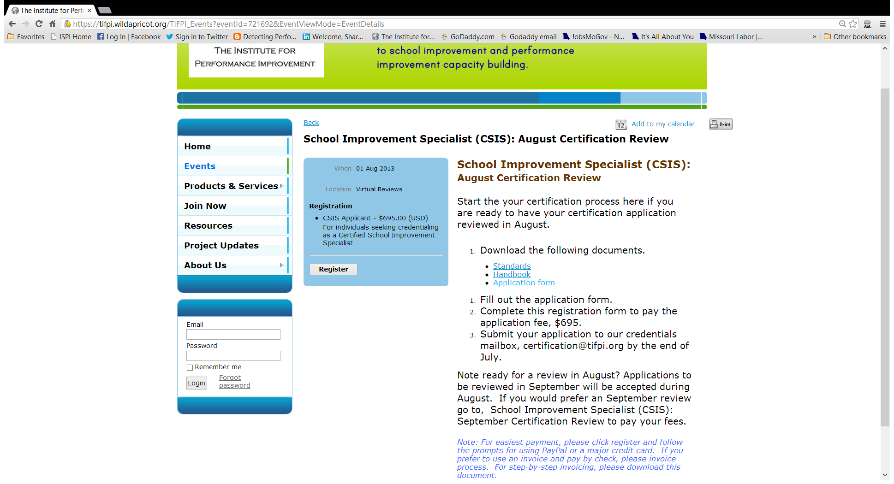 The Institute for Perfo
https://tifpi.wildapricot.org/TIFPI_Events?eventId=721692&EventViewMode=EventDetails
Favorites ISPI Home Log In | Facebook Sign in to Twitter Detecting Perfo... Welcome, Shar... The Institute for... GoDaddy.com Godaddy email JobsMoGov - N... It's All About You Missouri Labor |... » Other bookmarks
THE INSTITUTE FOR
PERFORMANCE IMPROVEMENT
to school improvement and performance
improvement capacity building.
Back
12 Add to my calendar
Print
School Improvement Specialist (CSIS): August Certification Review
Home
Events
Products & Services
Join Now
Resources
Project Updates
About Us
Email
Password
Remember me
Login
Forgot
password
When 01 Aug 2013
Location Virtual Reviews
Registration
• CSIS Applicant - $695.00 (USD)
For individuals seeking credentialing
as a Certified School Improvement
Specialist
Register
School Improvement Specialist (CSIS):
August Certification Review
Start the your certification process here if you
are ready to have your certification application
reviewed in August.
1. Download the following documents.
• Standards
• Handbook
• Application form
1. Fill out the application form.
2. Complete this registration form to pay the
application fee, $695.
3. Submit your application to our credentials
mailbox, certification@tifpi.org by the end of
July.
Note ready for a review in August? Applications to
be reviewed in September will be accepted during
August. If you would prefer an September review
go to, School Improvement Specialist (CSIS):
September Certification Review to pay your fees.
Note: For easiest payment, please click register and follow
the prompts for using PayPal or a major credit card. If you
prefer to use an invoice and pay by check, please invoice
process. For step-by-step invoicing, please download this
document.